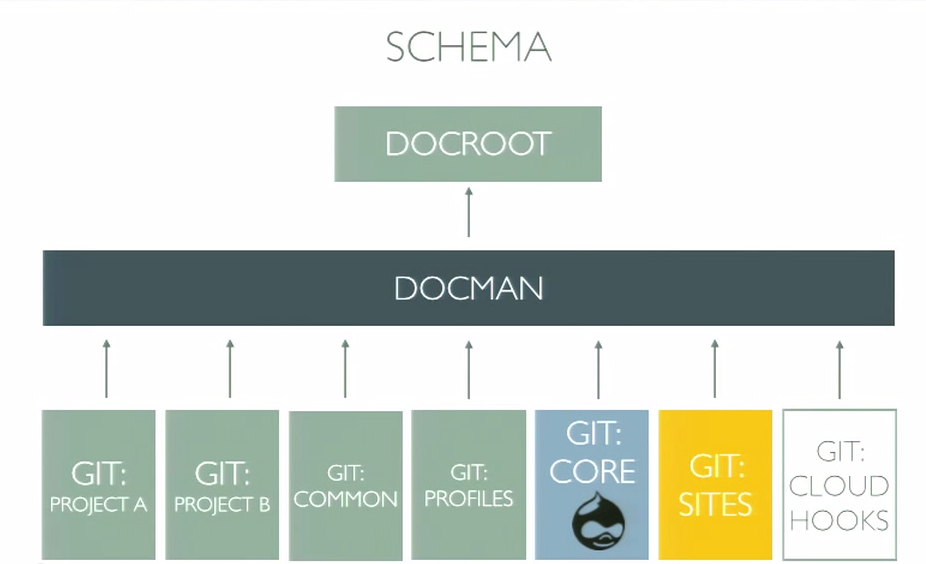 SCHEMA
DOCROOT
DOCMAN
GIT:
PROJECT A
GIT:
PROJECT B
GIT:
COMMON
GIT:
PROFILES
GIT:
CORE
GIT:
SITES
GIT:
CLOUD
HOOKS